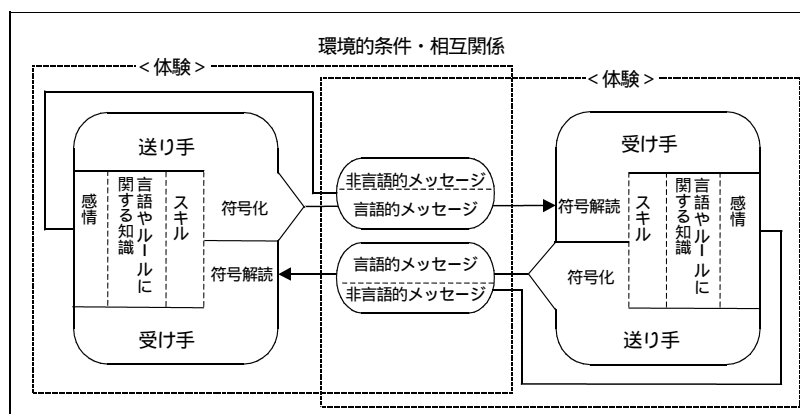 環境的条件・相互関係
<体験>
<体験>
送り手
感情
言語やルールに
関する知識
スキル
符号化
符号解読
受け手
非言語的メッセージ
言語的メッセージ
言語的メッセージ
非言語的メッセージ
受け手
符号解読
符号化
スキル
言語やルールに
関する知識
感情
送り手